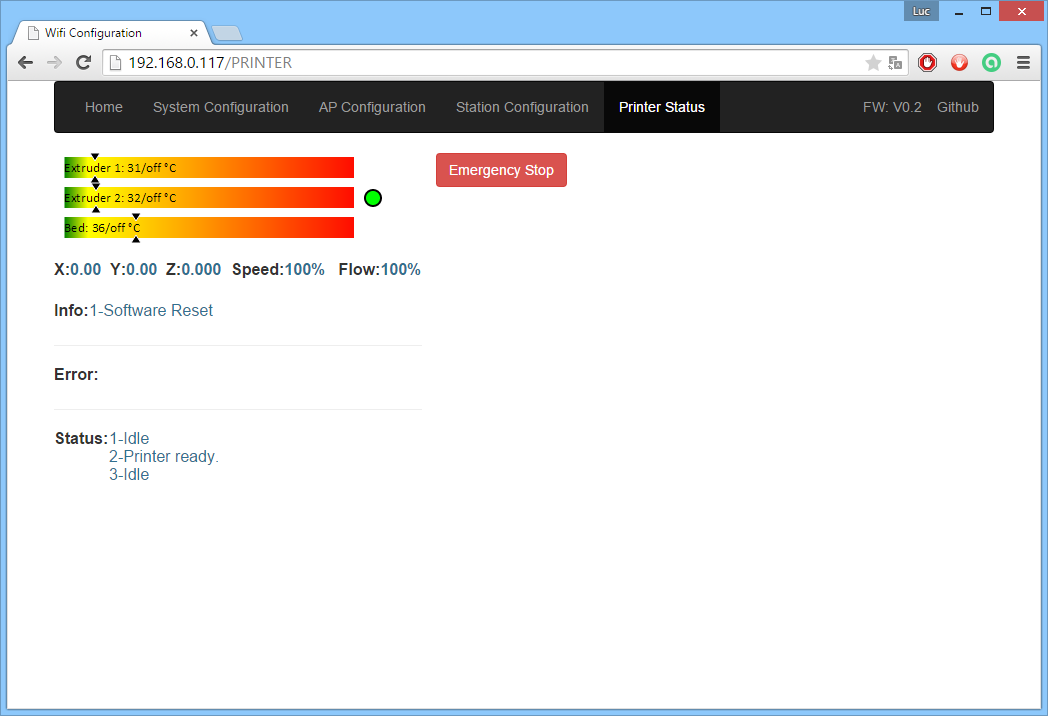 Luc
Wifi Configuration
192.168.0.117/PRINTER
Home System Configuration AP Configuration Station Configuration Printer Status FW: V0.2 Github
Extruder 1: 31/off °C
Emergency Stop
Extruder 2: 32/off °C
Bed: 36/off °C
X:0.00 Y:0.00 Z:0.000 Speed:100% Flow:100%
Info:1-Software Reset
Error:
Status:1-Idle
2-Printer ready.
3-Idle